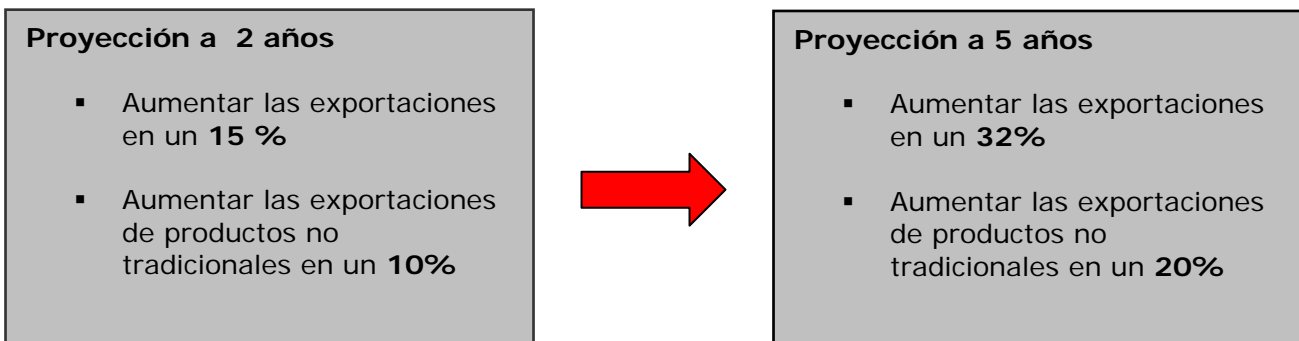 Proyección a  2 años
▪ Aumentar las exportaciones
en un 15 %
▪ Aumentar las exportaciones
de productos no
tradicionales en un 10%
Proyección a 5 años
▪ Aumentar las exportaciones
en un 32%
▪ Aumentar las exportaciones
de productos no
tradicionales en un 20%